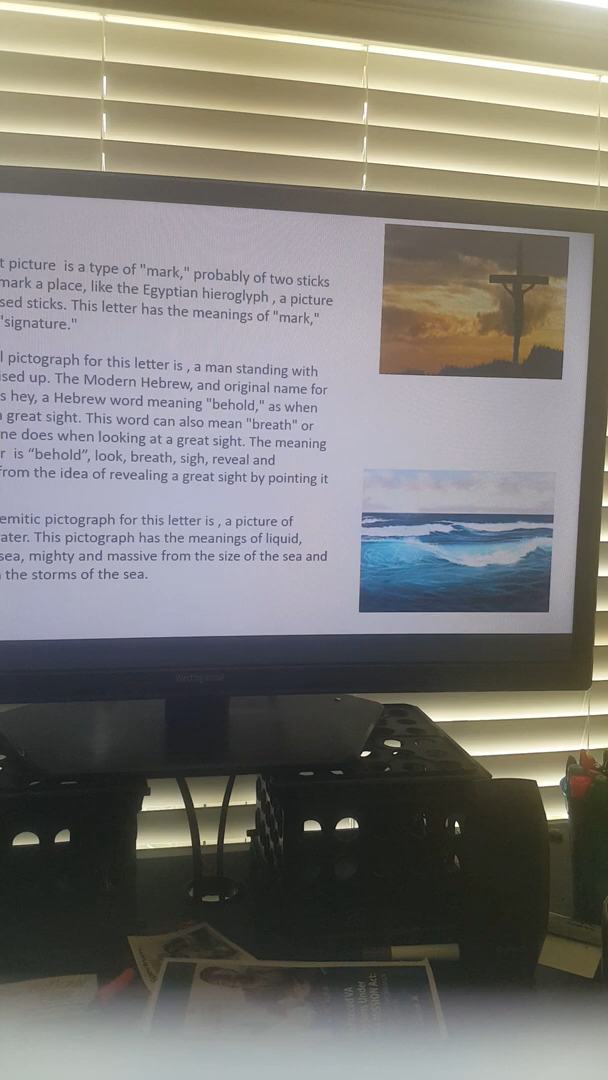 t picture is a type of "mark," probably of two sticks
mark a place, like the Egyptian hieroglyph , a picture
sed sticks. This letter has the meanings of "mark,"
'signature."
l pictograph for this letter is , a man standing with
ised up. The Modern Hebrew, and original name for
s hey, a Hebrew word meaning "behold," as when
a great sight. This word can also mean "breath" or
ne does when looking at a great sight. The meaning
r is “behold”, look, breath, sigh, reveal and
from the idea of revealing a great sight by pointing it
emitic pictograph for this letter is , a picture of
ater. This pictograph has the meanings of liquid,
sea, mighty and massive from the size of the sea and
the storms of the sea.
Westinghouse
VA
Under
Act: